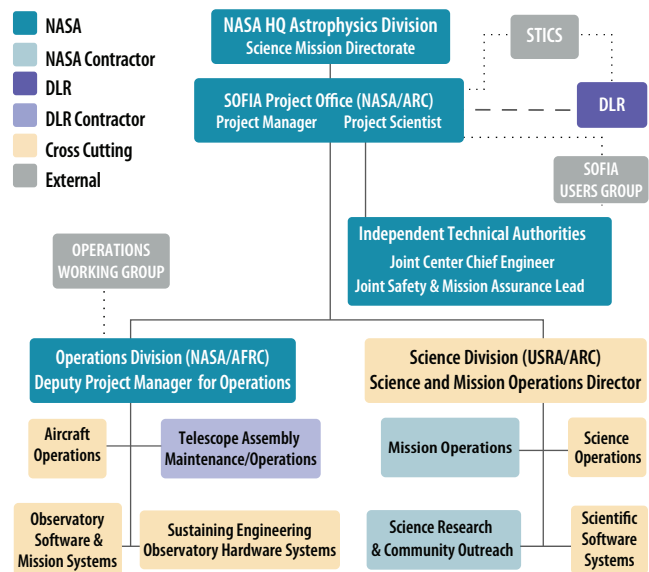 NASA
NASA Contractor
DLR
DLR Contractor
Cross Cutting
External
NASA HQ Astrophysics Division
Science Mission Directorate
STICS
SOFIA Project Office (NASA/ARC)
Project Manager Project Scientist
DLR
SOFIA
USERS GROUP
Independent Technical Authorities
Joint Center Chief Engineer
Joint Safety & Mission Assurance Lead
OPERATIONS
WORKING GROUP
Operations Division (NASA/AFRC)
Deputy Project Manager for Operations
Science Division (USRA/ARC)
Science and Mission Operations Director
Aircraft
Operations
Telescope Assembly
Maintenance/Operations
Mission Operations
Science
Operations
Observatory
Software &
Mission Systems
Sustaining Engineering
Observatory Hardware Systems
Science Research
& Community Outreach
Scientific
Software
Systems